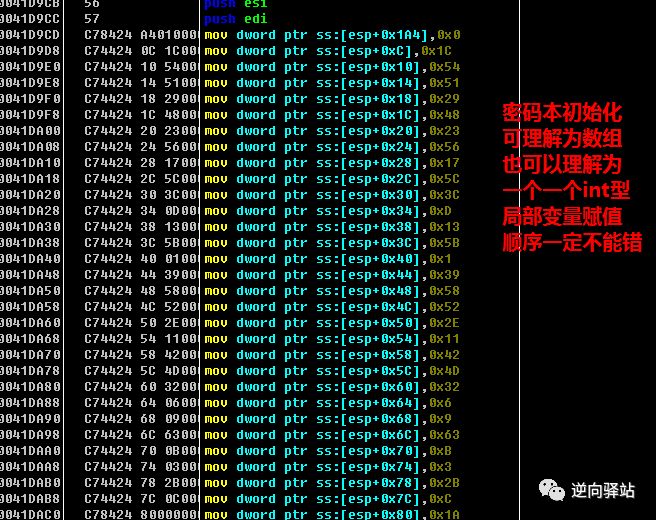 0041D9CB 56 push esi
0041D9CC 57 push edi
0041D9CD C78424 A4010000 mov dword ptr ss:[esp+0x1A4],0x0
0041D9D8 C74424 0C 1C00 mov dword ptr ss:[esp+0xC],0x1C
0041D9E0 C74424 10 5400 mov dword ptr ss:[esp+0x10],0x54
0041D9E8 C74424 14 5100 mov dword ptr ss:[esp+0x14],0x51
0041D9F0 C74424 18 2900 mov dword ptr ss:[esp+0x18],0x29
0041D9F8 C74424 1C 4800 mov dword ptr ss:[esp+0x1C],0x48
0041DA00 C74424 20 2300 mov dword ptr ss:[esp+0x20],0x23
0041DA08 C74424 24 5600 mov dword ptr ss:[esp+0x24],0x56
0041DA10 C74424 28 1700 mov dword ptr ss:[esp+0x28],0x17
0041DA18 C74424 2C 5C00 mov dword ptr ss:[esp+0x2C],0x5C
0041DA20 C74424 30 3C00 mov dword ptr ss:[esp+0x30],0x3C
0041DA28 C74424 34 0D00 mov dword ptr ss:[esp+0x34],0xD
0041DA30 C74424 38 1300 mov dword ptr ss:[esp+0x38],0x13
0041DA38 C74424 3C 5B00 mov dword ptr ss:[esp+0x3C],0x5B
0041DA40 C74424 40 0100 mov dword ptr ss:[esp+0x40],0x1
0041DA48 C74424 44 3900 mov dword ptr ss:[esp+0x44],0x39
0041DA50 C74424 48 5800 mov dword ptr ss:[esp+0x48],0x58
0041DA58 C74424 4C 5200 mov dword ptr ss:[esp+0x4C],0x52
0041DA60 C74424 50 2E00 mov dword ptr ss:[esp+0x50],0x2E
0041DA68 C74424 54 1100 mov dword ptr ss:[esp+0x54],0x11
0041DA70 C74424 58 4200 mov dword ptr ss:[esp+0x58],0x42
0041DA78 C74424 5C 4D00 mov dword ptr ss:[esp+0x5C],0x4D
0041DA80 C74424 60 3200 mov dword ptr ss:[esp+0x60],0x32
0041DA88 C74424 64 0600 mov dword ptr ss:[esp+0x64],0x6
0041DA90 C74424 68 0900 mov dword ptr ss:[esp+0x68],0x9
0041DA98 C74424 6C 6300 mov dword ptr ss:[esp+0x6C],0x63
0041DAA0 C74424 70 0B00 mov dword ptr ss:[esp+0x70],0xB
0041DAA8 C74424 74 0300 mov dword ptr ss:[esp+0x74],0x3
0041DAB0 C74424 78 2B00 mov dword ptr ss:[esp+0x78],0x2B
0041DAB8 C74424 7C 0C00 mov dword ptr ss:[esp+0x7C],0xC
0041DAC0 C78424 80000000 mov dword ptr ss:[esp+0x80],0x1A
密码本初始化
可理解为数组
也可以理解为
一个一个int型
局部变量赋值
顺序一定不能错
逆向驿站